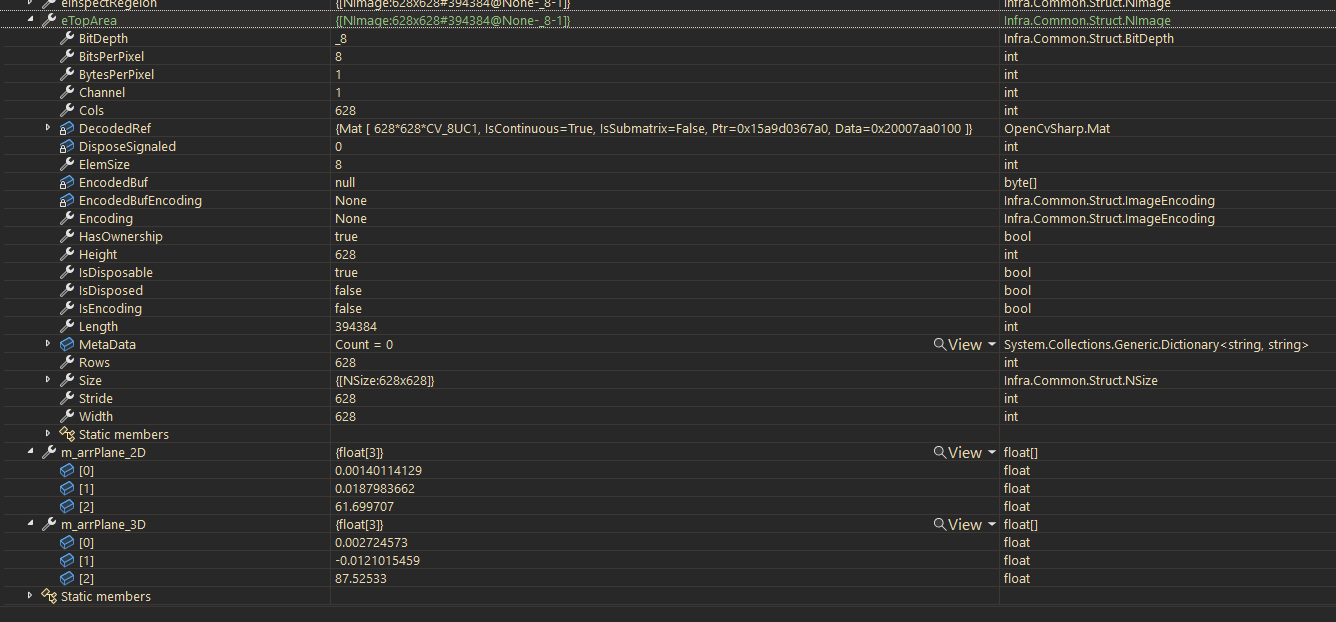 eInspectRegeion {[NImage:628x628#394384@None-_8-1]} Infra.Common.Struct.NImage
eTopArea {[NImage:628x628#394384@None-_8-1]} Infra.Common.Struct.NImage
BitDepth _8 Infra.Common.Struct.BitDepth
BitsPerPixel 8 int
BytesPerPixel 1 int
Channel 1 int
Cols 628 int
DecodedRef {Mat [ 628*628*CV_8UC1, IsContinuous=True, IsSubmatrix=False, Ptr=0x15a9d0367a0, Data=0x20007aa0100 ]} OpenCvSharp.Mat
DisposeSignaled 0 int
ElemSize 8 int
EncodedBuf null byte[]
EncodedBufEncoding None Infra.Common.Struct.ImageEncoding
Encoding None Infra.Common.Struct.ImageEncoding
HasOwnership true bool
Height 628 int
IsDisposable true bool
IsDisposed false bool
IsEncoding false bool
Length 394384 int
MetaData Count = 0 View System.Collections.Generic.Dictionary<string, string>
Rows 628 int
Size {[NSize:628x628]} Infra.Common.Struct.NSize
Stride 628 int
Width 628 int
Static members
m_arrPlane_2D {float[3]} View float[]
[0] 0.00140114129 float
[1] 0.0187983662 float
[2] 61.699707 float
m_arrPlane_3D {float[3]} View float[]
[0] 0.002724573 float
[1] -0.0121015459 float
[2] 87.52533 float
Static members